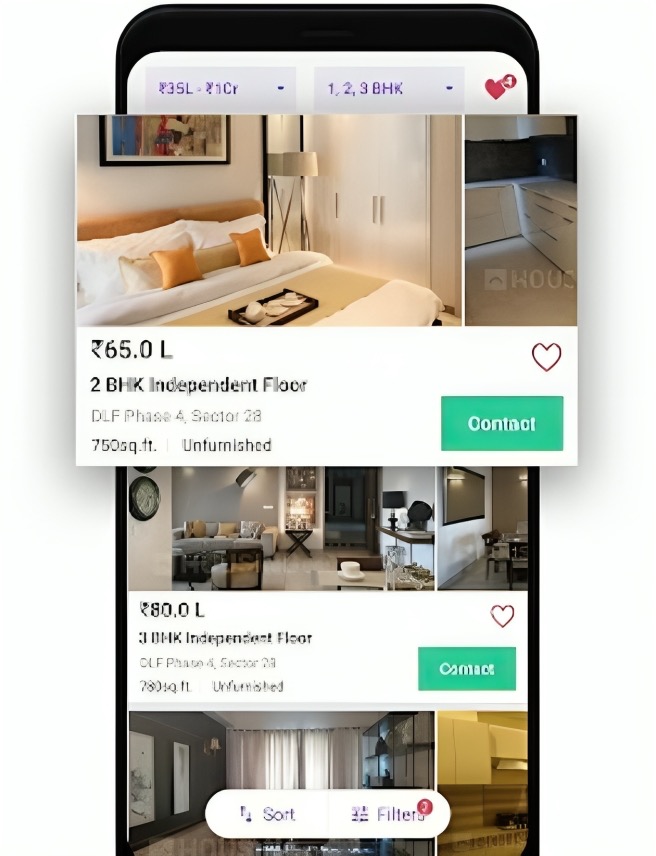 ₹35L - ₹1Cr
1, 2, 3 BHK
4
HOUS
₹65.0 L
2 BHK Independent Floor
DLF Phase 4, Sector 28
750sq.ft. | Unfurnished
Contact
₹80.0 L
3 BHK Independent Floor
DLF Phase 4, Sector 28
780sq.ft. Unfurnished
Contact
Sort
Filters